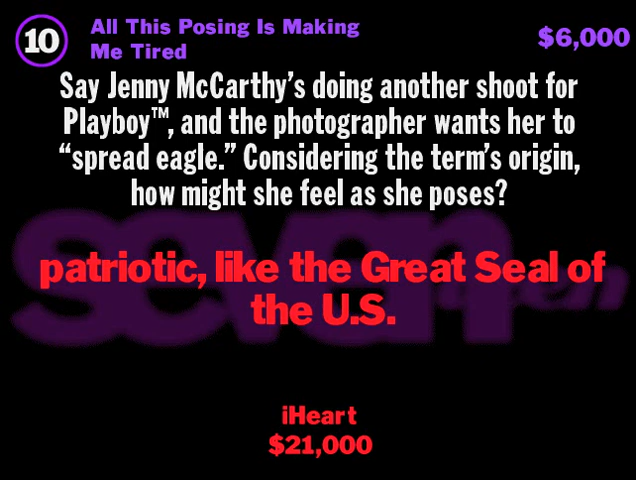 10
All This Posing Is Making
Me Tired
$6,000
Say Jenny McCarthy's doing another shoot for
Playboy™, and the photographer wants her to
“spread eagle.” Considering the term's origin,
how might she feel as she poses?
seven
patriotic, like the Great Seal of
the U.S.
iHeart
$21,000